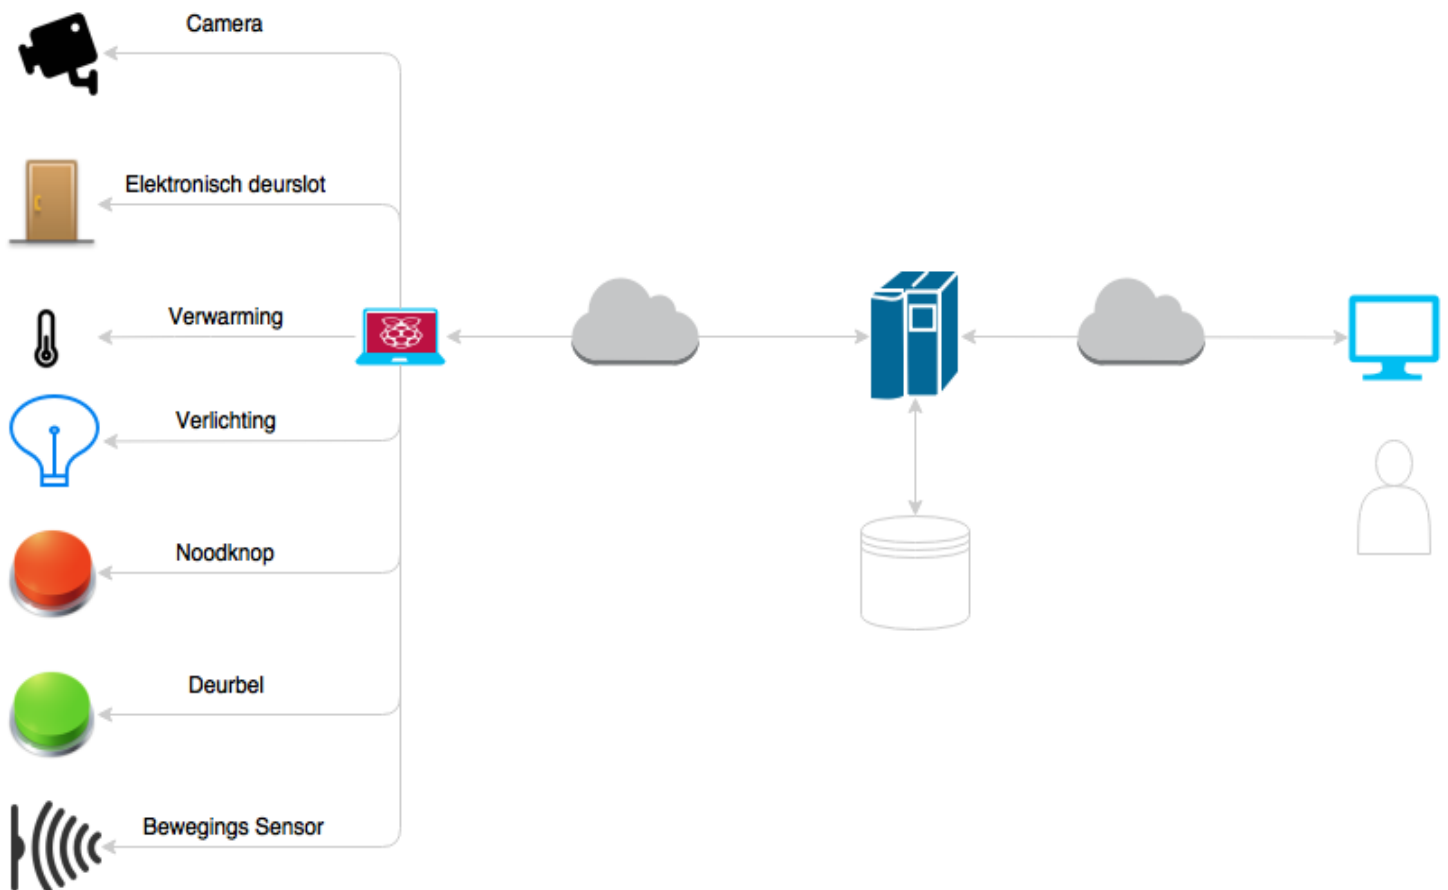 Camera
Elektronisch deurslot
Verwarming
Verlichting
Noodknop
Deurbel
Bewegings Sensor